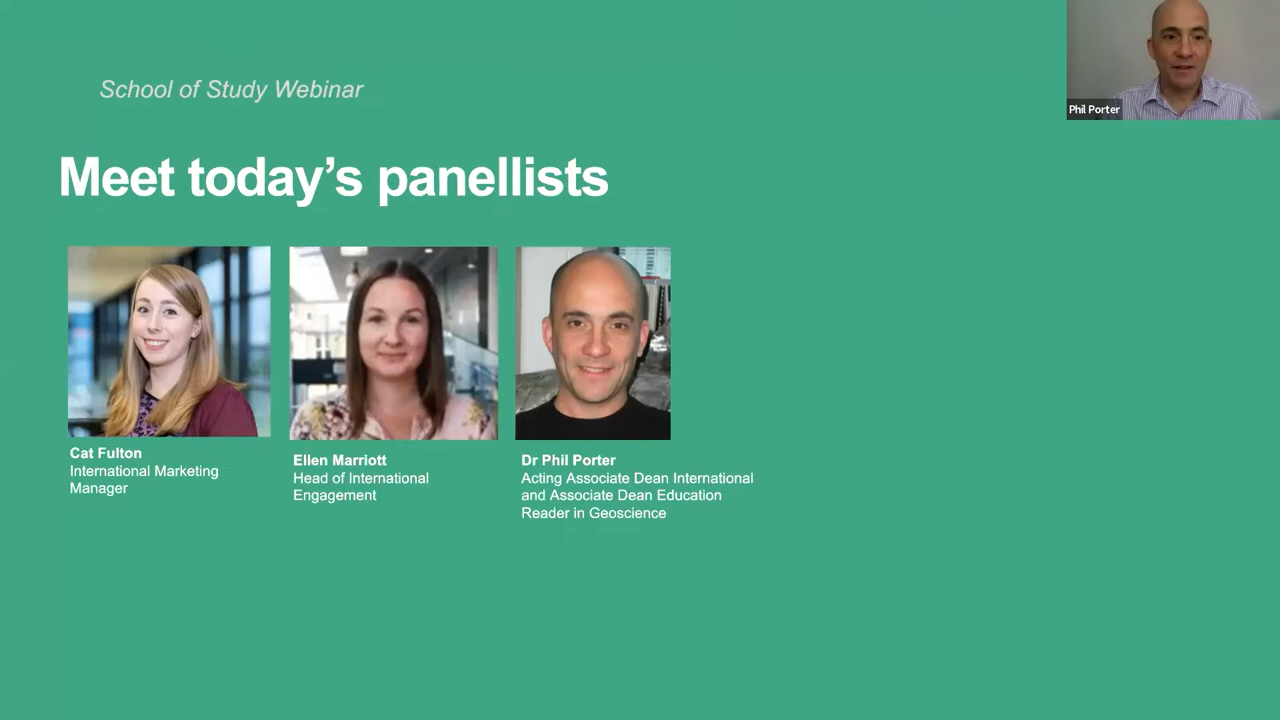 School of Study Webinar
Phil Porter
Meet today’s panellists
Cat Fulton
International Marketing
Manager
Ellen Marriott
Head of International
Engagement
Dr Phil Porter
Acting Associate Dean International
and Associate Dean Education
Reader in Geoscience